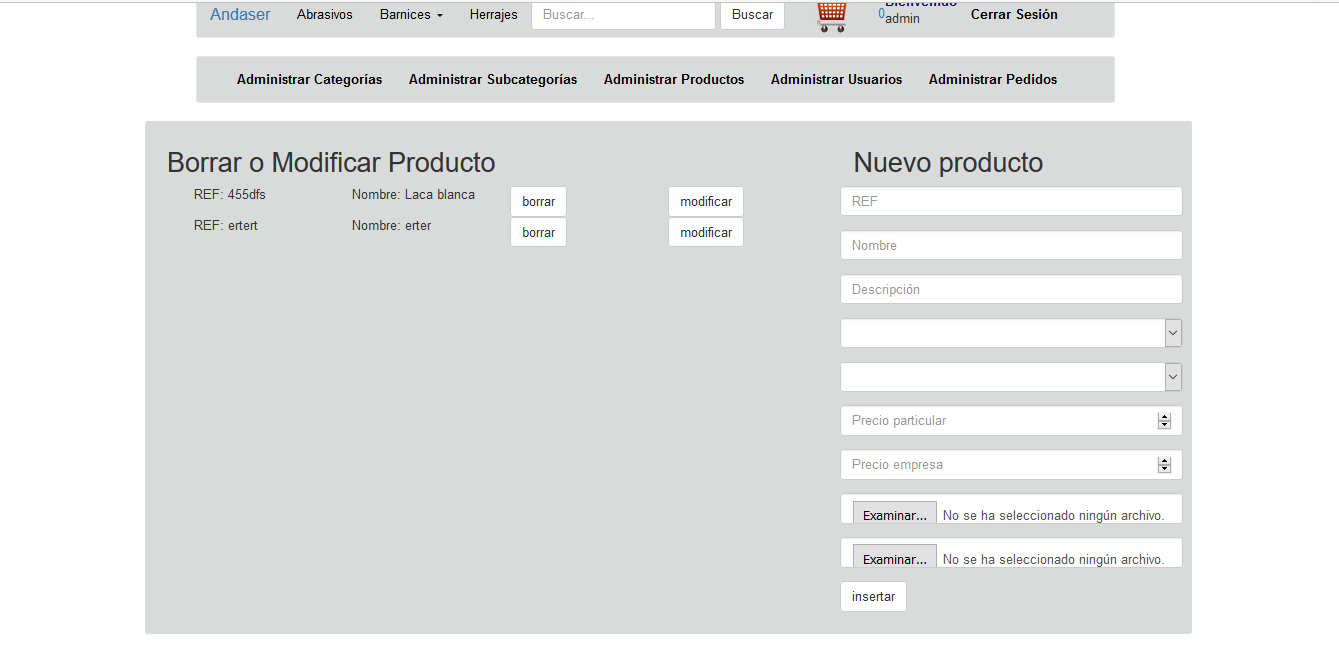 Andaser Abrasivos Barnices Herrajes Buscar... Buscar 0 Bienvenido admin Cerrar Sesión
Administrar Categorías Administrar Subcategorías Administrar Productos Administrar Usuarios Administrar Pedidos
Borrar o Modificar Producto
REF: 455dfs Nombre: Laca blanca borrar modificar
REF: ertert Nombre: erter borrar modificar
Nuevo producto
REF
Nombre
Descripción
Precio particular
Precio empresa
Examinar... No se ha seleccionado ningún archivo.
Examinar... No se ha seleccionado ningún archivo.
insertar